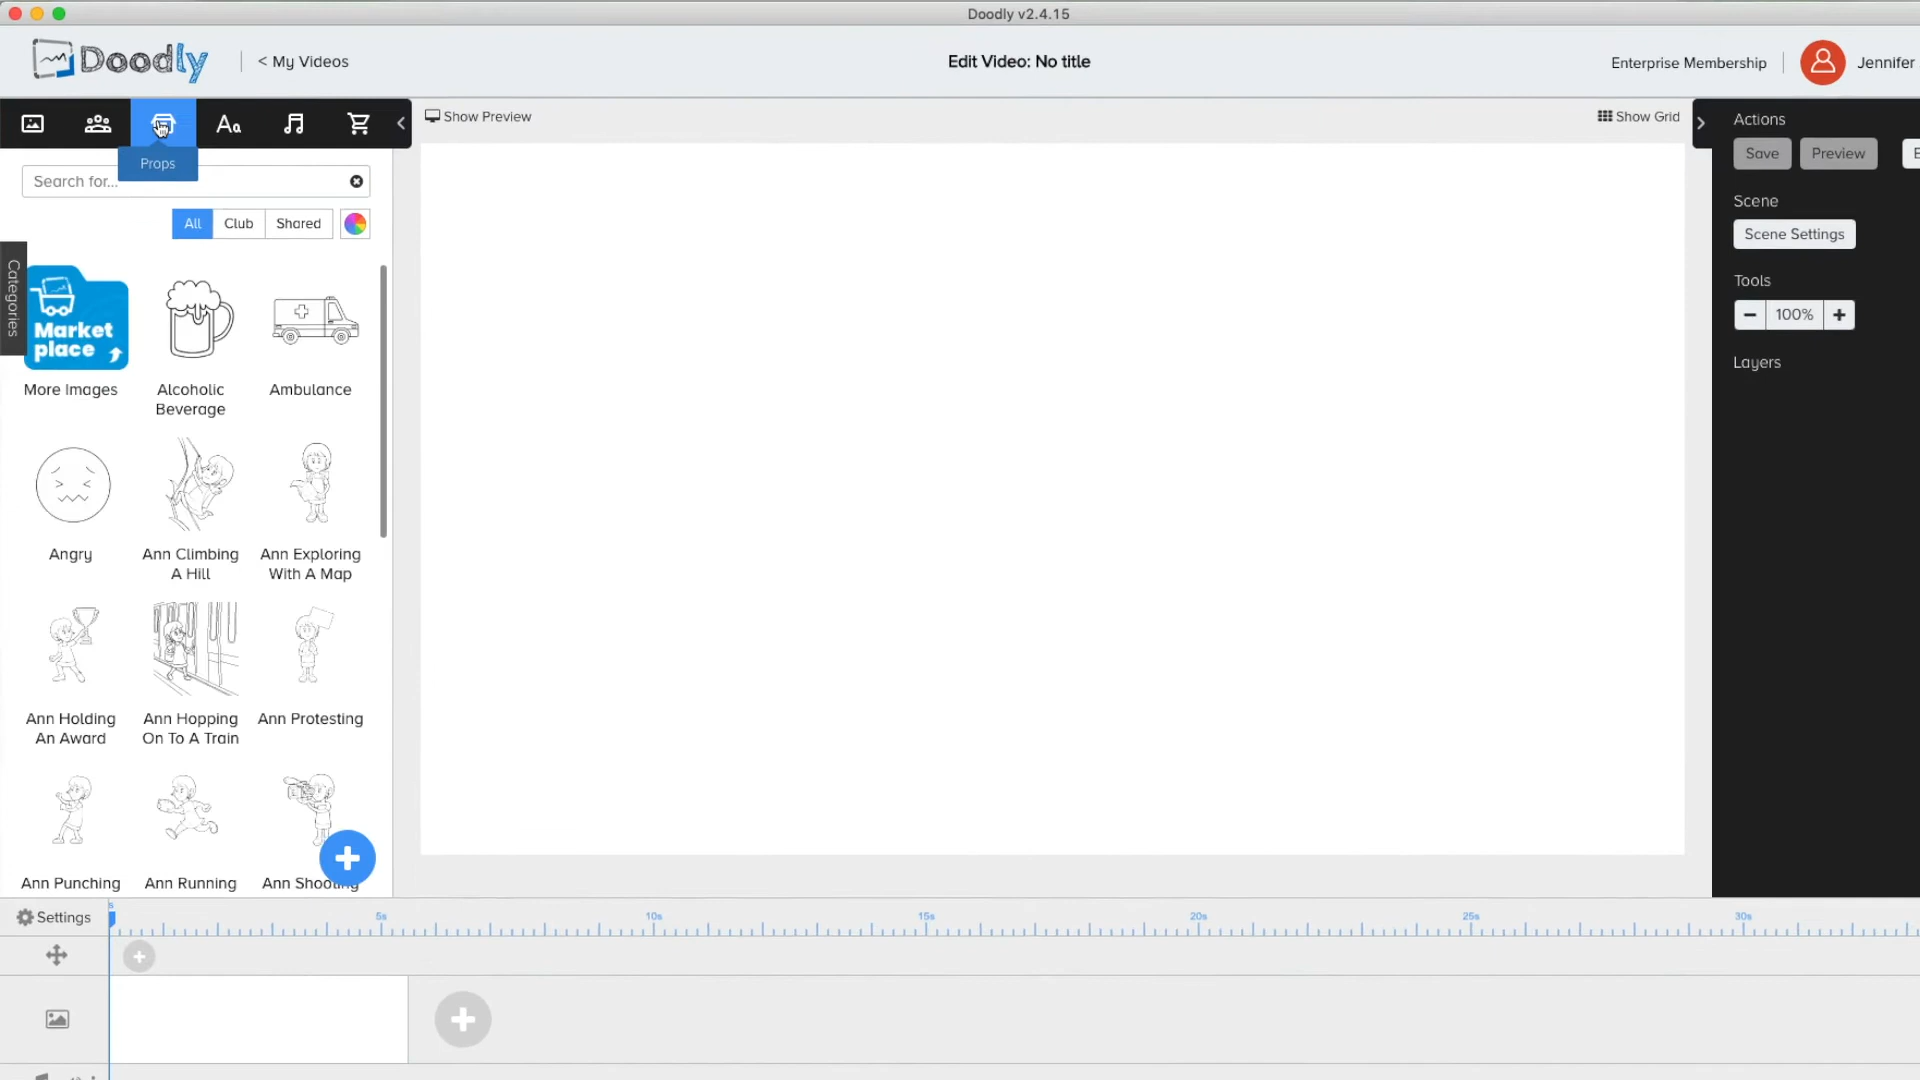 Doodly v2.4.15
Doodly
< My Videos
Edit Video: No title
Enterprise Membership
Jennifer
Aa
Show Preview
Show Grid
Props
Search for...
All
Club
Shared
Categories
Market
place
More Images
Alcoholic
Beverage
Ambulance
Angry
Ann Climbing
A Hill
Ann Exploring
With A Map
Ann Holding
An Award
Ann Hopping
On To A Train
Ann Protesting
Ann Punching
Ann Running
Ann Shooting
Actions
Save
Preview
Scene
Scene Settings
Tools
100%
Layers
Settings
s
5s
10s
15s
20s
25s
30s